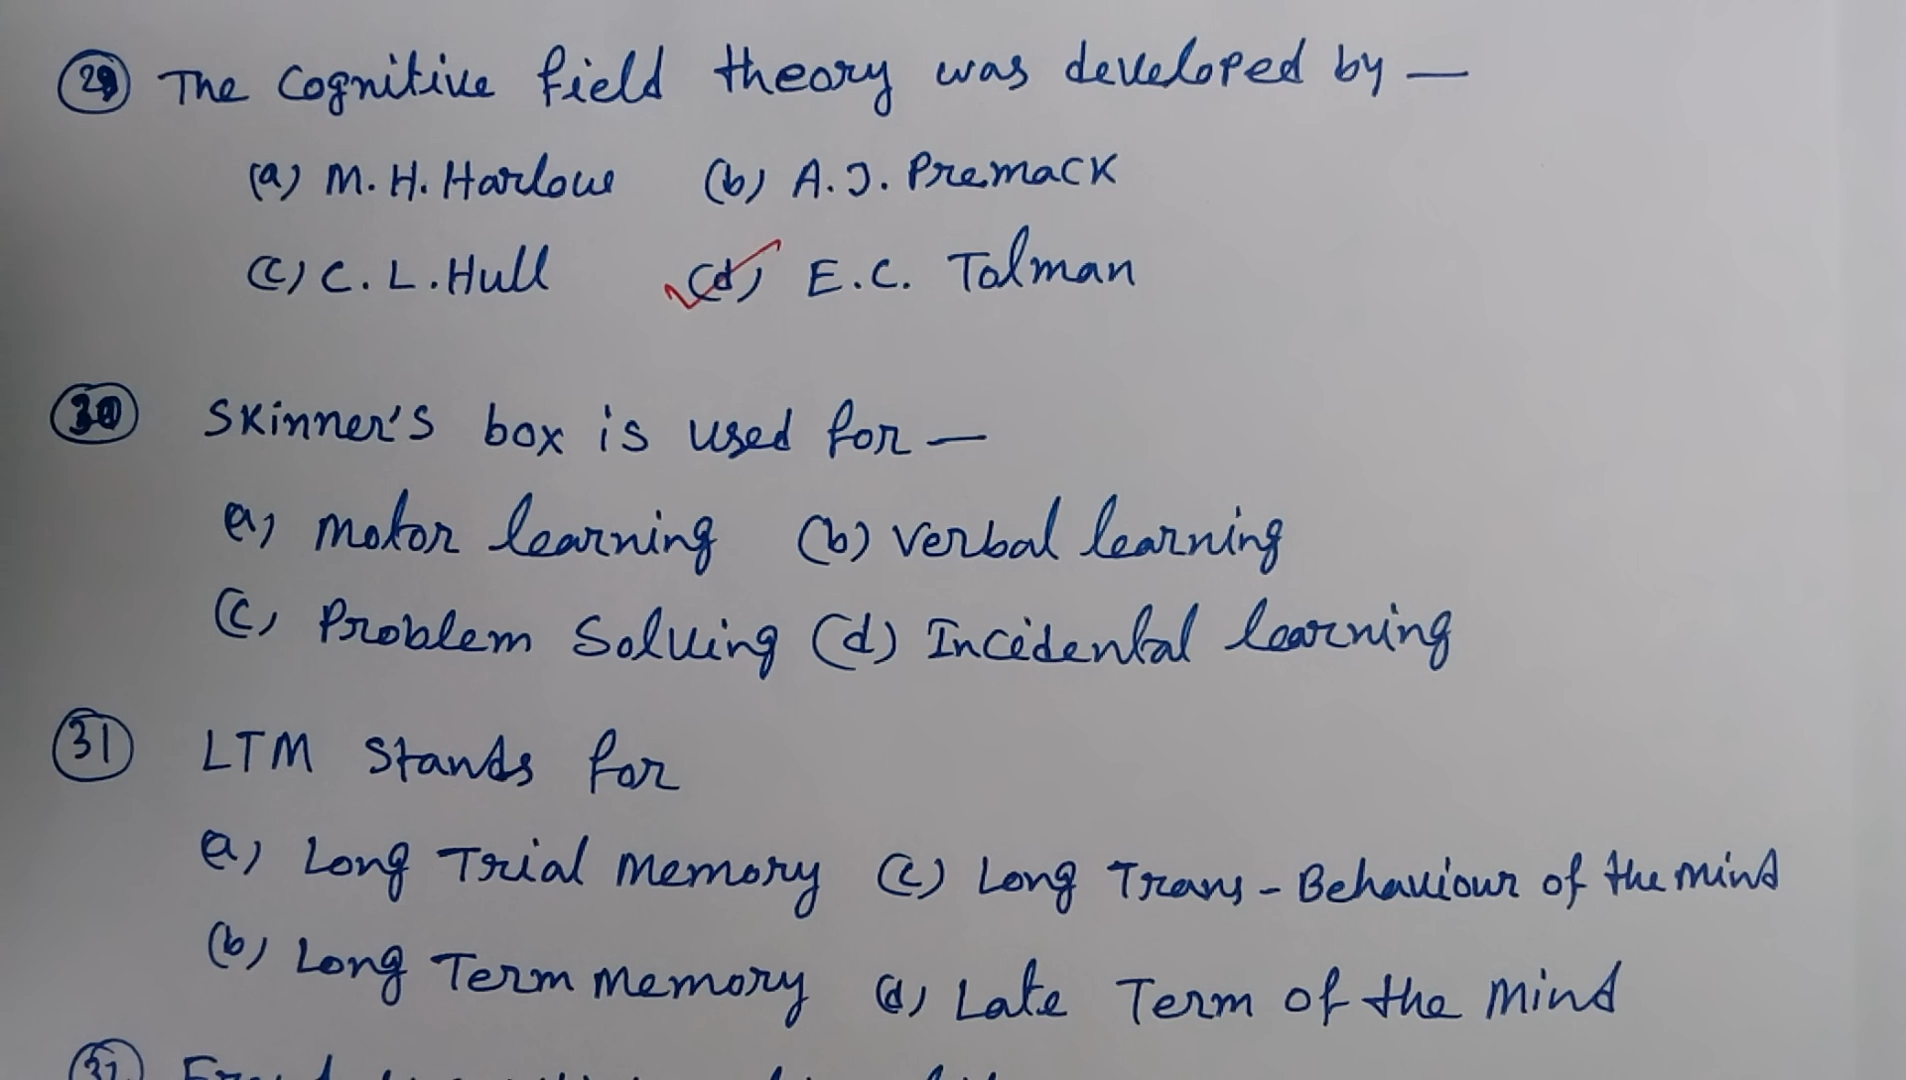 29 The Cognitive field theory was developed by —
(a) M. H. Harlow (b) A. J. Premack
(c) C. L. Hull (d) E. C. Tolman
30 Skinner's box is used for —
a) motor learning (b) verbal learning
(c) Problem Solving (d) Incidental learning
31 LTM stands for
a) Long Trial Memory (c) Long Trans - Behaviour of the mind
(b) Long Term Memory (d) Late Term of the Mind